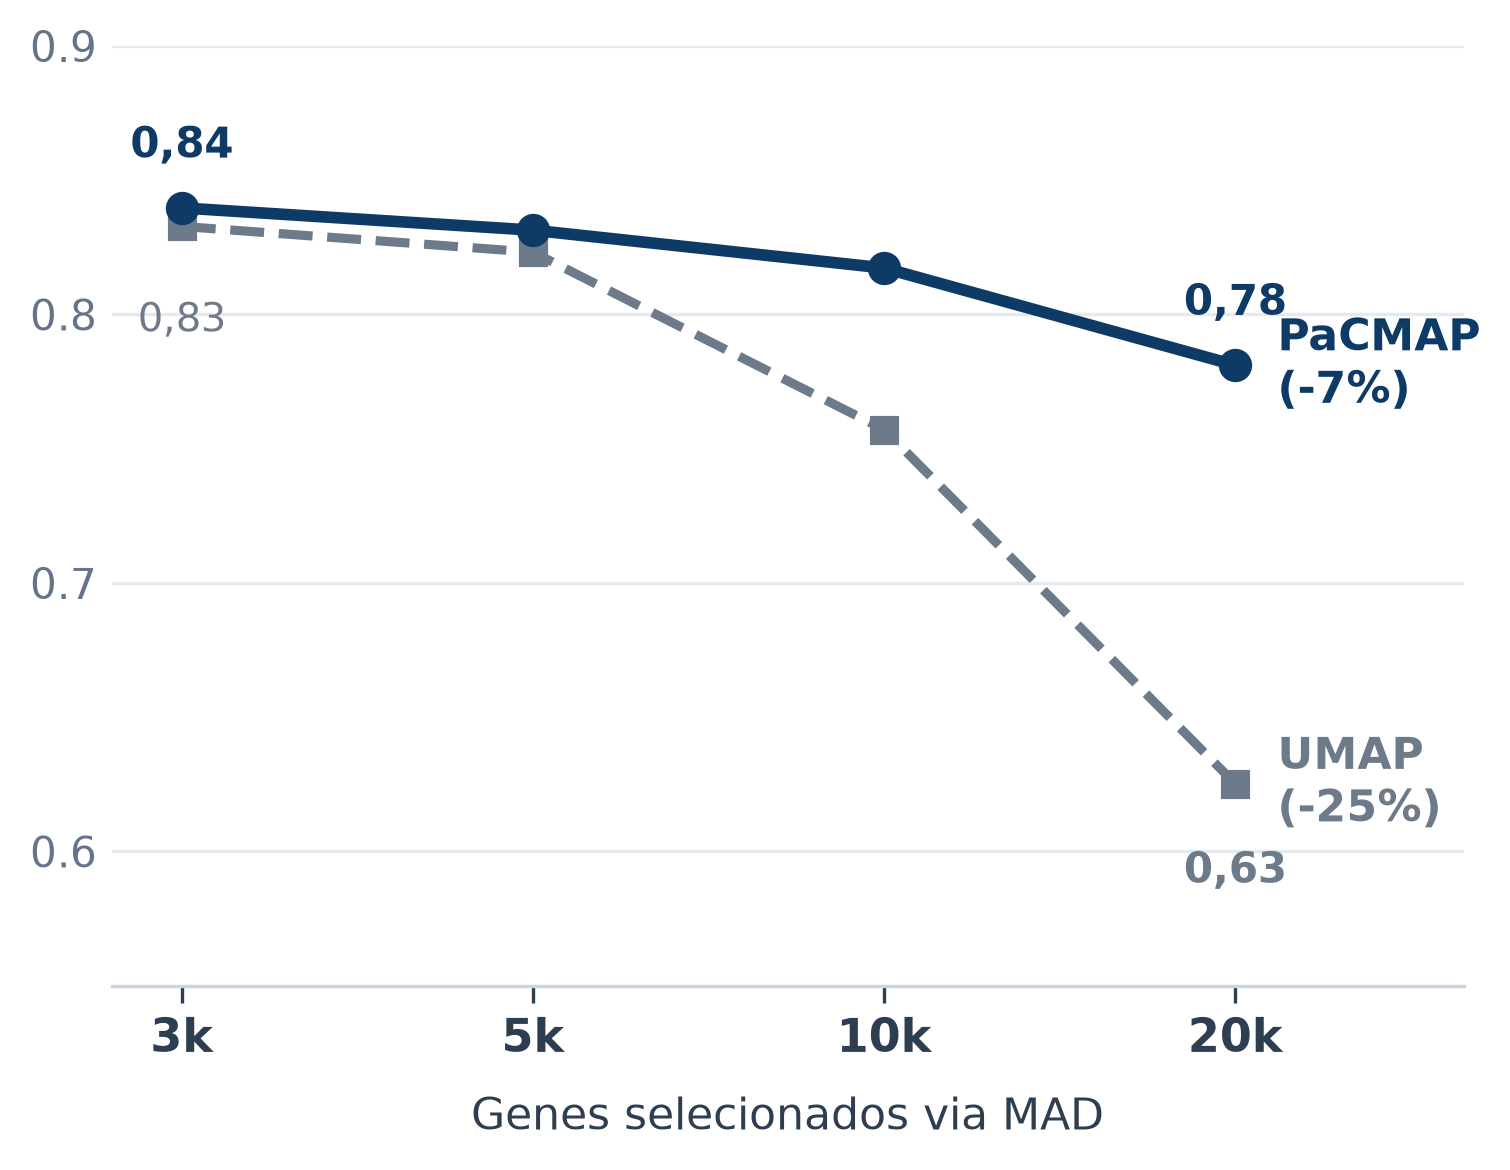 0.9
0,84
0.8
0,83
0,78
PaCMAP
(-7%)
0.7
UMAP
(-25%)
0.6
0,63
3k
5k
10k
20k
Genes selecionados via MAD